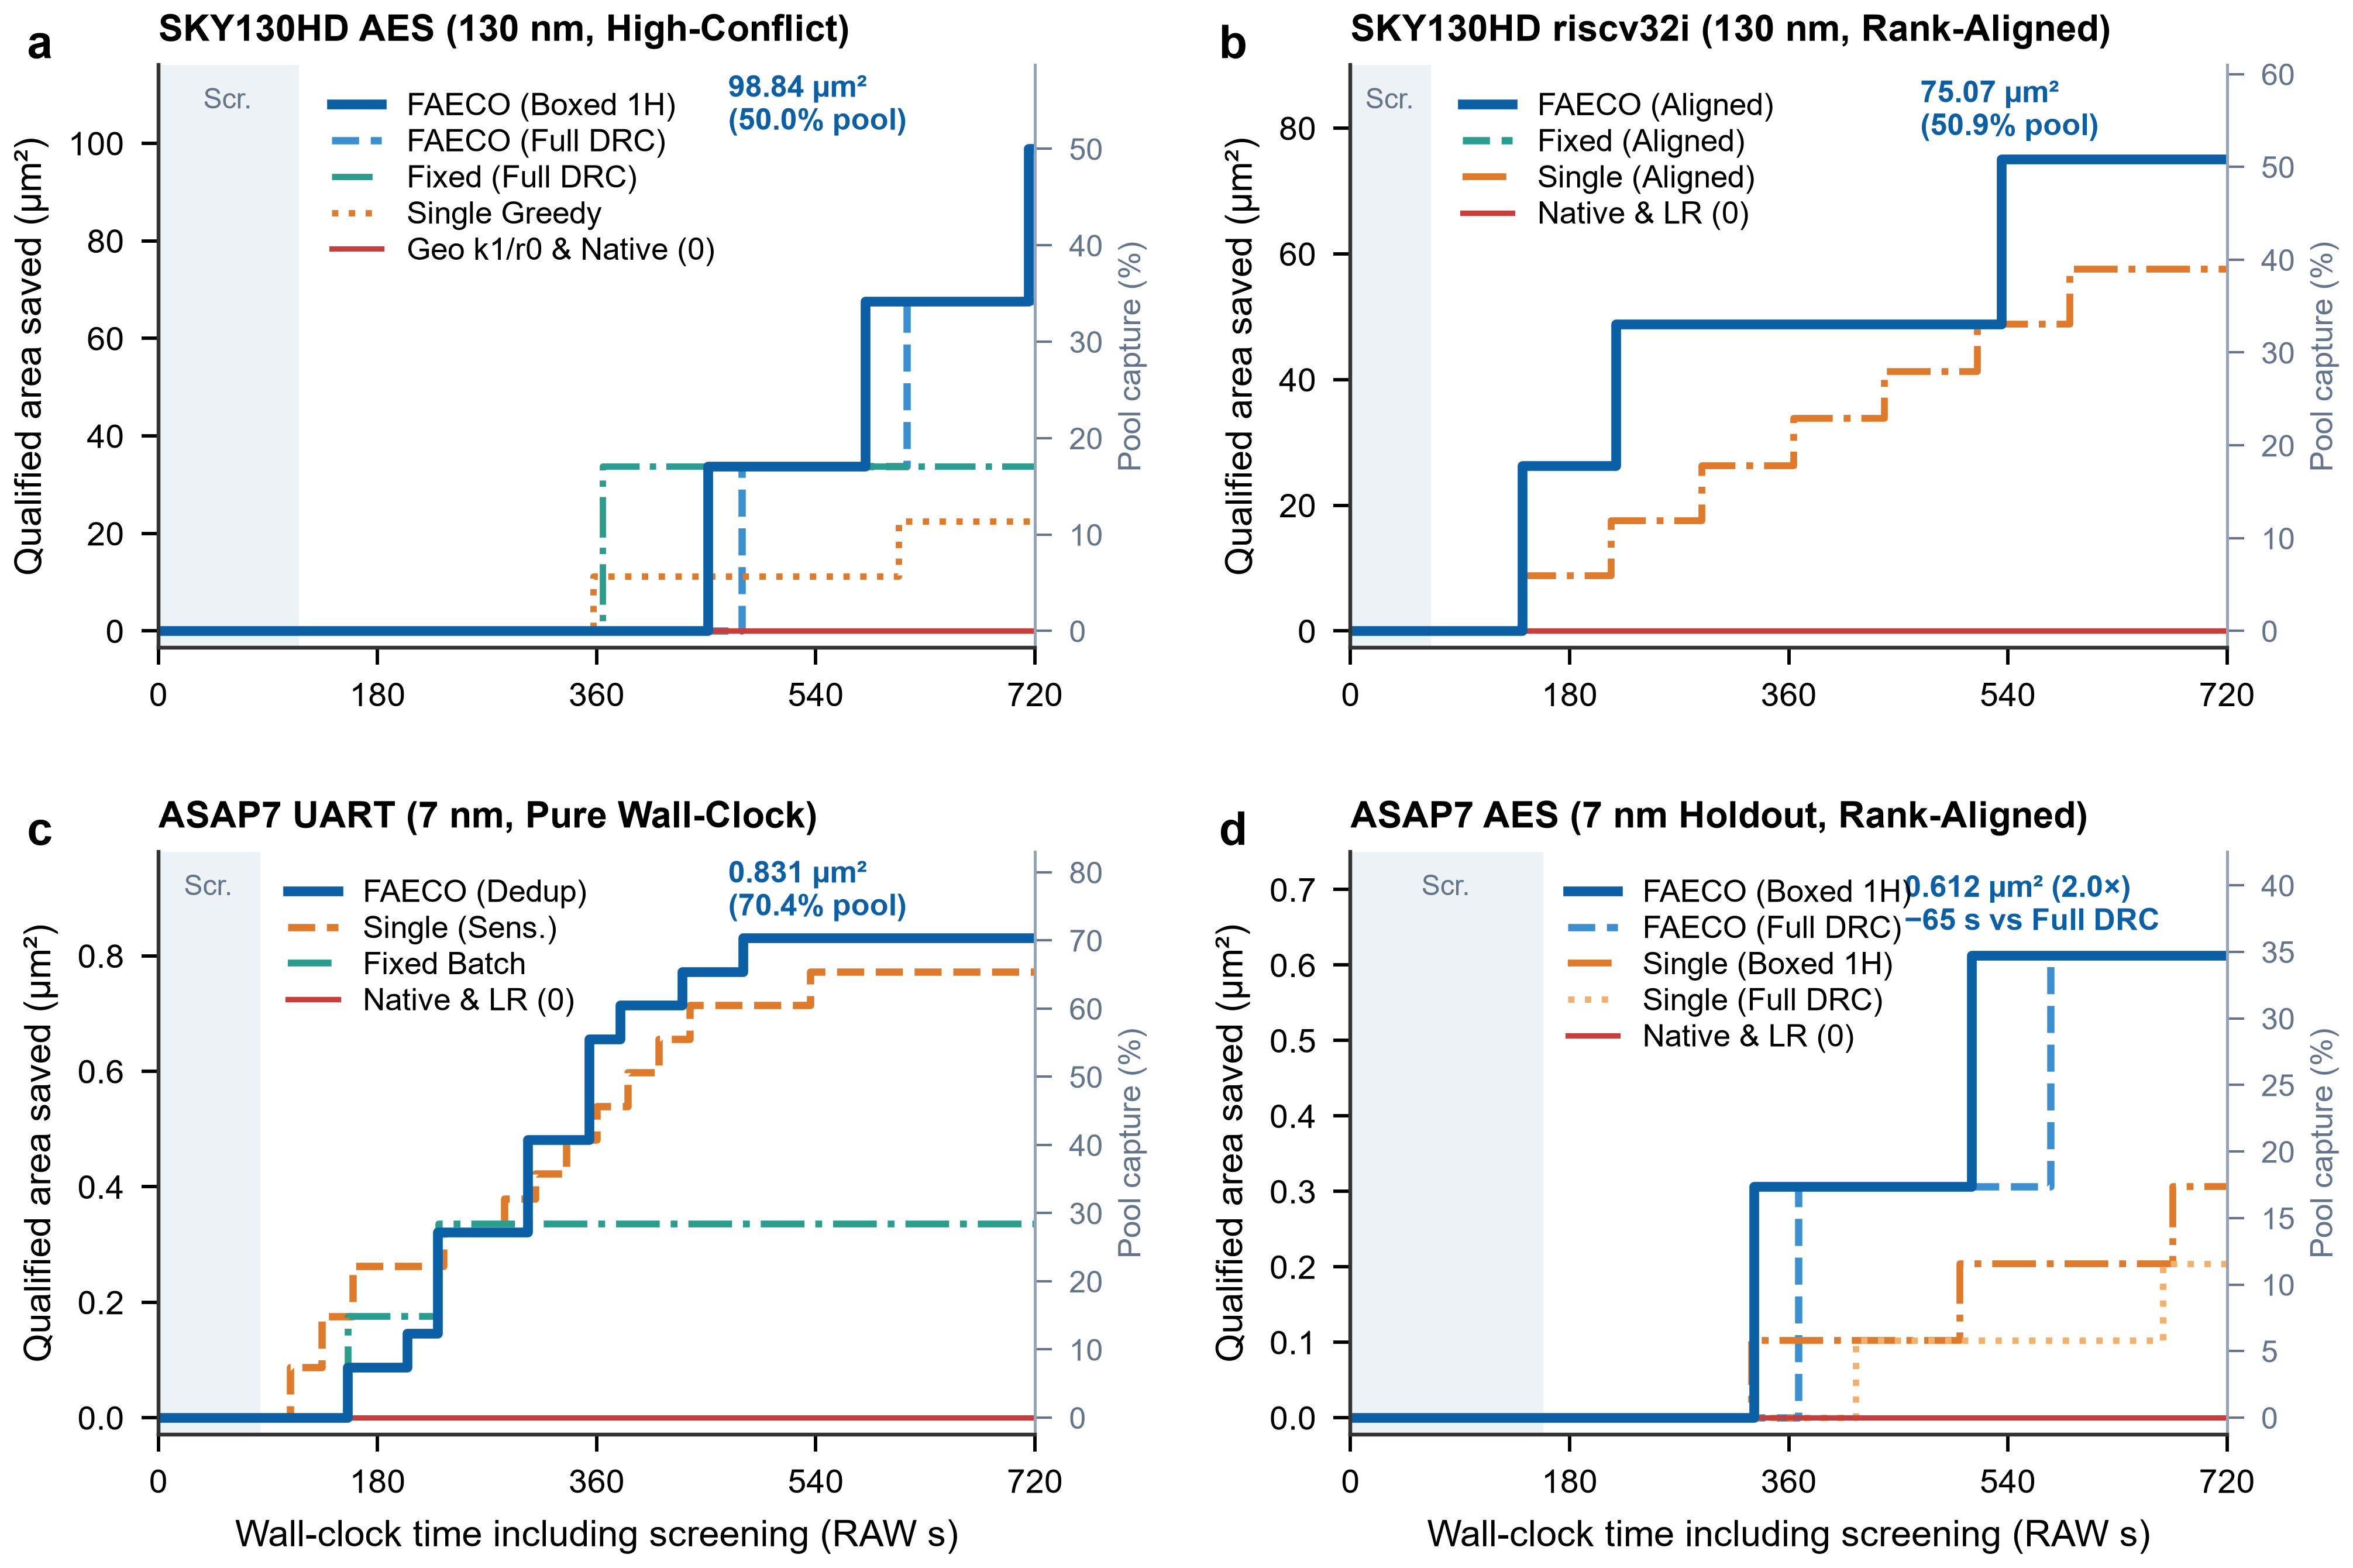 a
SKY130HD AES (130 nm, High-Conflict)
Scr.
FAECO (Boxed 1H)
FAECO (Full DRC)
Fixed (Full DRC)
Single Greedy
Geo k1/r0 & Native (0)
98.84 µm²
(50.0% pool)
Qualified area saved (µm²)
100
80
60
40
20
0
Pool capture (%)
50
40
30
20
10
0
0
180
360
540
720
b
SKY130HD riscv32i (130 nm, Rank-Aligned)
Scr.
FAECO (Aligned)
Fixed (Aligned)
Single (Aligned)
Native & LR (0)
75.07 µm²
(50.9% pool)
Qualified area saved (µm²)
80
60
40
20
0
Pool capture (%)
60
50
40
30
20
10
0
0
180
360
540
720
c
ASAP7 UART (7 nm, Pure Wall-Clock)
Scr.
FAECO (Dedup)
Single (Sens.)
Fixed Batch
Native & LR (0)
0.831 µm²
(70.4% pool)
Qualified area saved (µm²)
0.8
0.6
0.4
0.2
0.0
Pool capture (%)
80
70
60
50
40
30
20
10
0
0
180
360
540
720
Wall-clock time including screening (RAW s)
d
ASAP7 AES (7 nm Holdout, Rank-Aligned)
Scr.
FAECO (Boxed 1H)
FAECO (Full DRC)
Single (Boxed 1H)
Single (Full DRC)
Native & LR (0)
0.612 µm² (2.0×)
−65 s vs Full DRC
Qualified area saved (µm²)
0.7
0.6
0.5
0.4
0.3
0.2
0.1
0.0
Pool capture (%)
40
35
30
25
20
15
10
5
0
0
180
360
540
720
Wall-clock time including screening (RAW s)